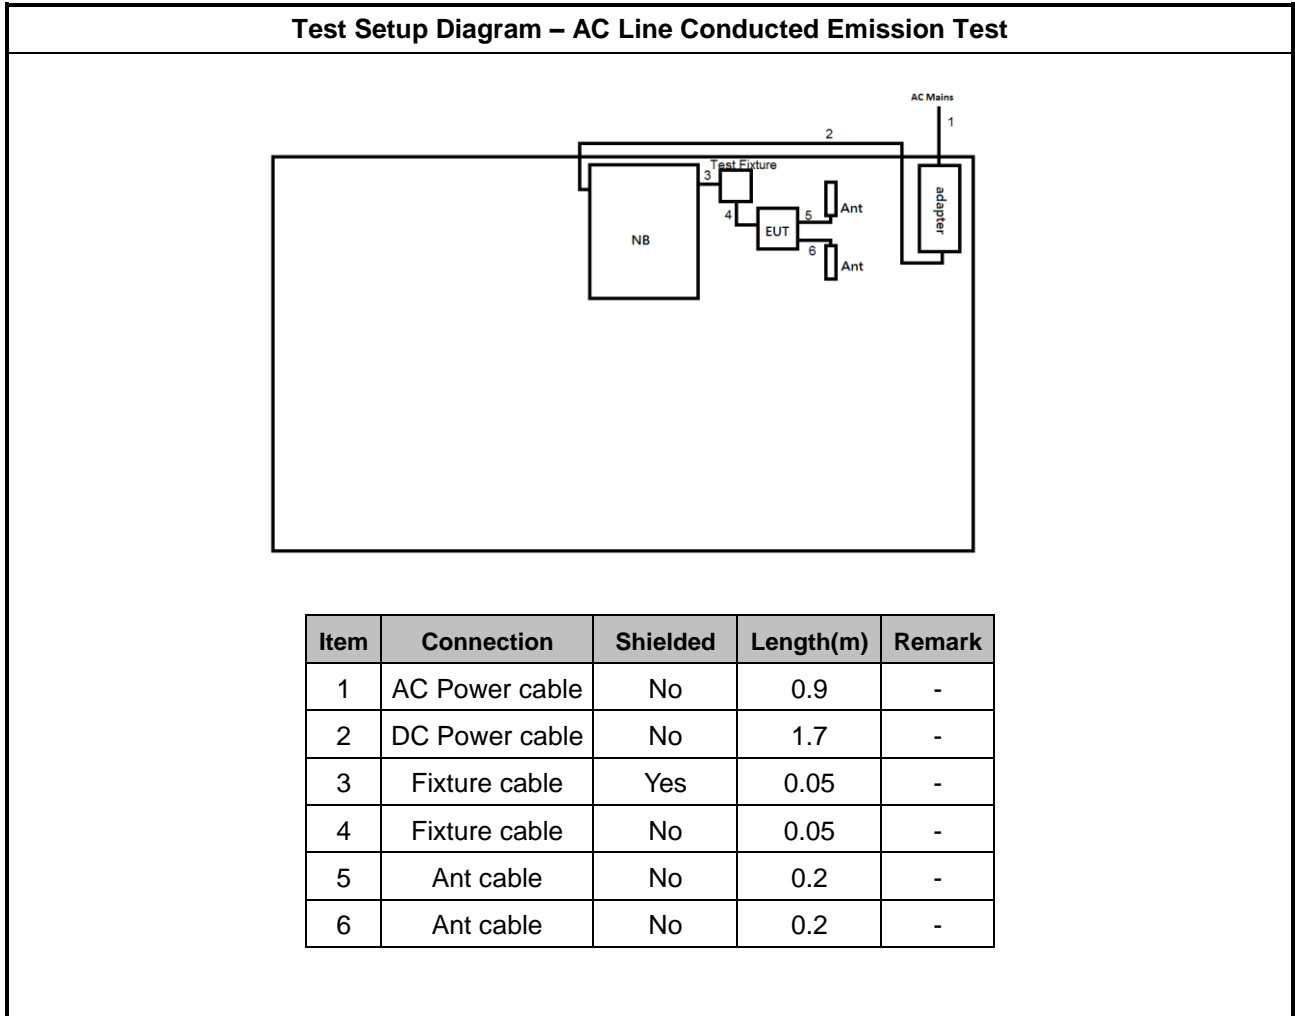 Test Setup Diagram – AC Line Conducted Emission Test
AC Mains
1
2
Test Fixture
3
adapter
4
5
Ant
NB
EUT
6
Ant
Item Connection Shielded Length(m) Remark
1 AC Power cable No 0.9 -
2 DC Power cable No 1.7 -
3 Fixture cable Yes 0.05 -
4 Fixture cable No 0.05 -
5 Ant cable No 0.2 -
6 Ant cable No 0.2 -